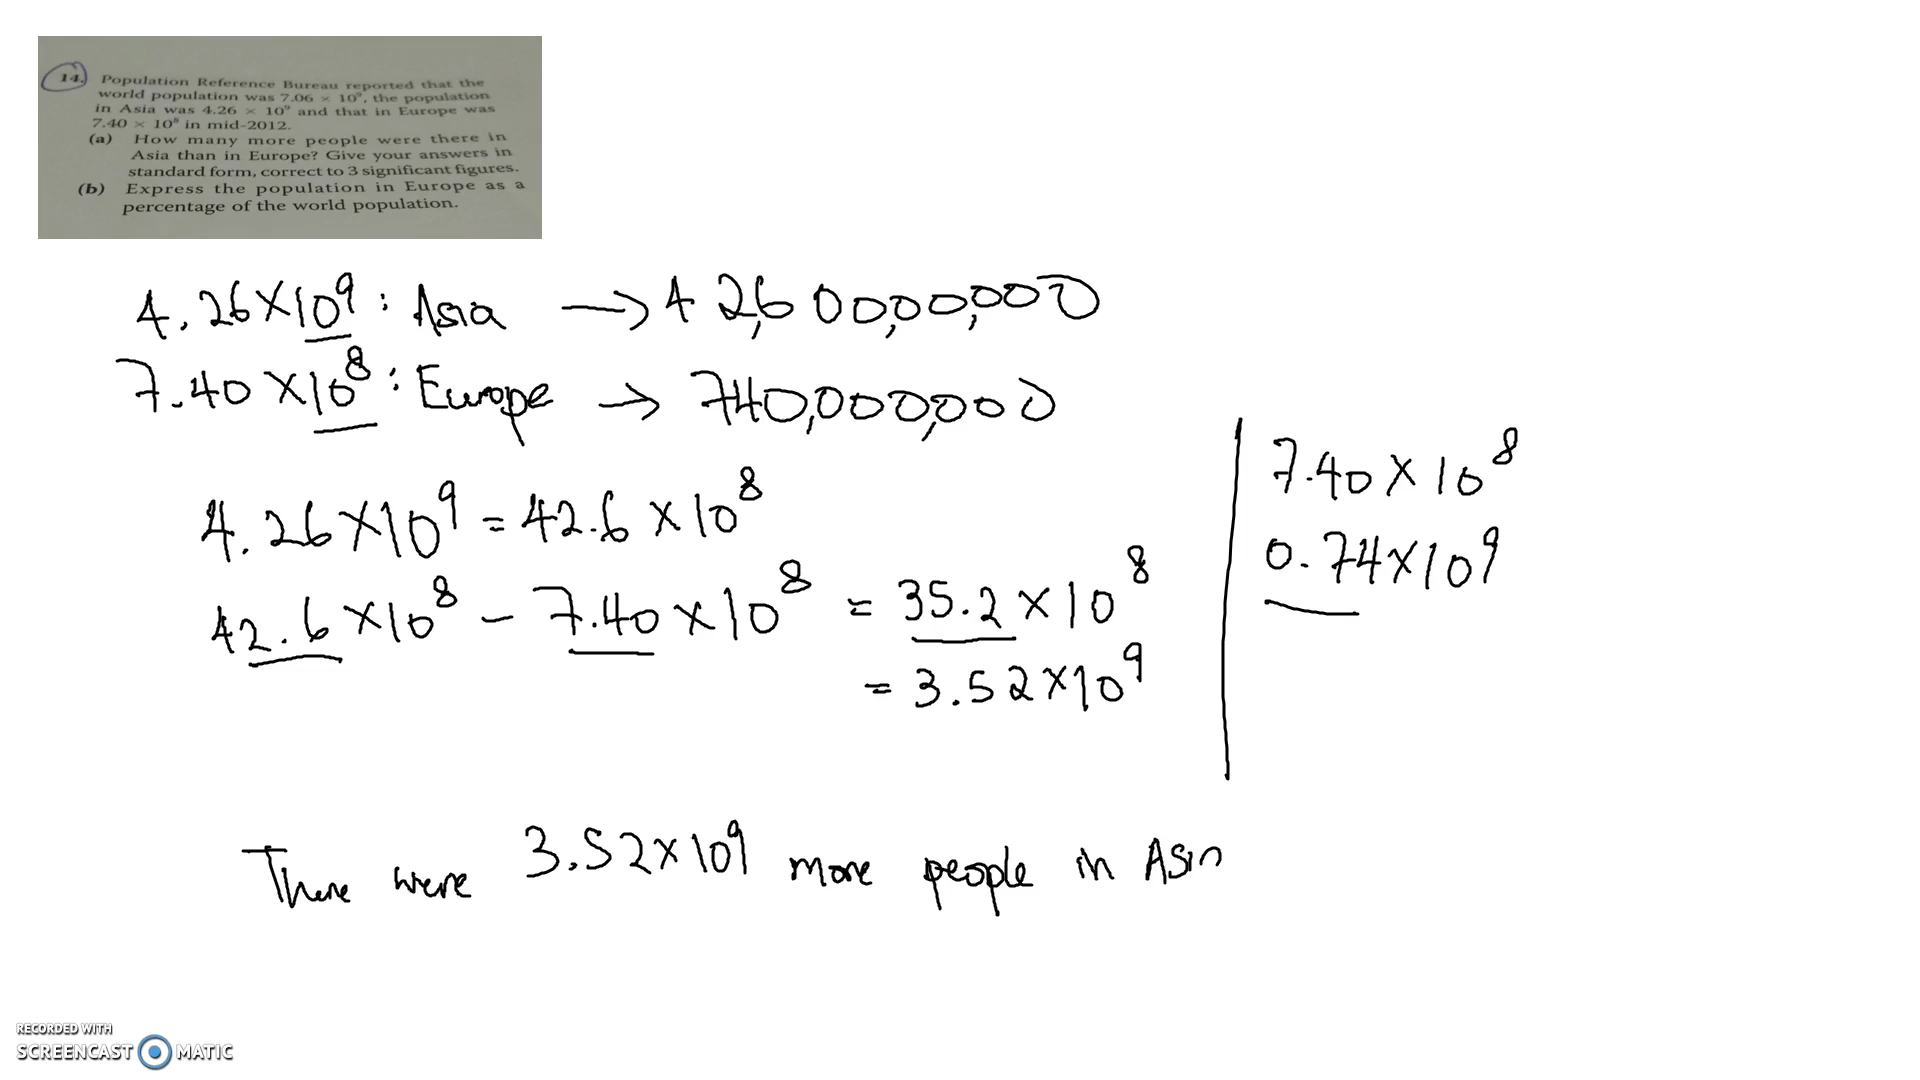 14. Population Reference Bureau reported that the
world population was 7.06 × 10⁹, the population
in Asia was 4.26 × 10⁹ and that in Europe was
7.40 × 10⁸ in mid-2012.
(a) How many more people were there in
Asia than in Europe? Give your answers in
standard form, correct to 3 significant figures.
(b) Express the population in Europe as a
percentage of the world population.
4.26×10⁹ : Asia → 42,600,00,000
7.40×10⁸ : Europe → 740,000,000
4.26×10⁹ = 42.6×10⁸
42.6×10⁸ − 7.40×10⁸ = 35.2×10⁸
= 3.52×10⁹
7.40×10⁸
0.74×10⁹
There were 3.52×10⁹ more people in Asia
RECORDED WITH
SCREENCAST MATIC